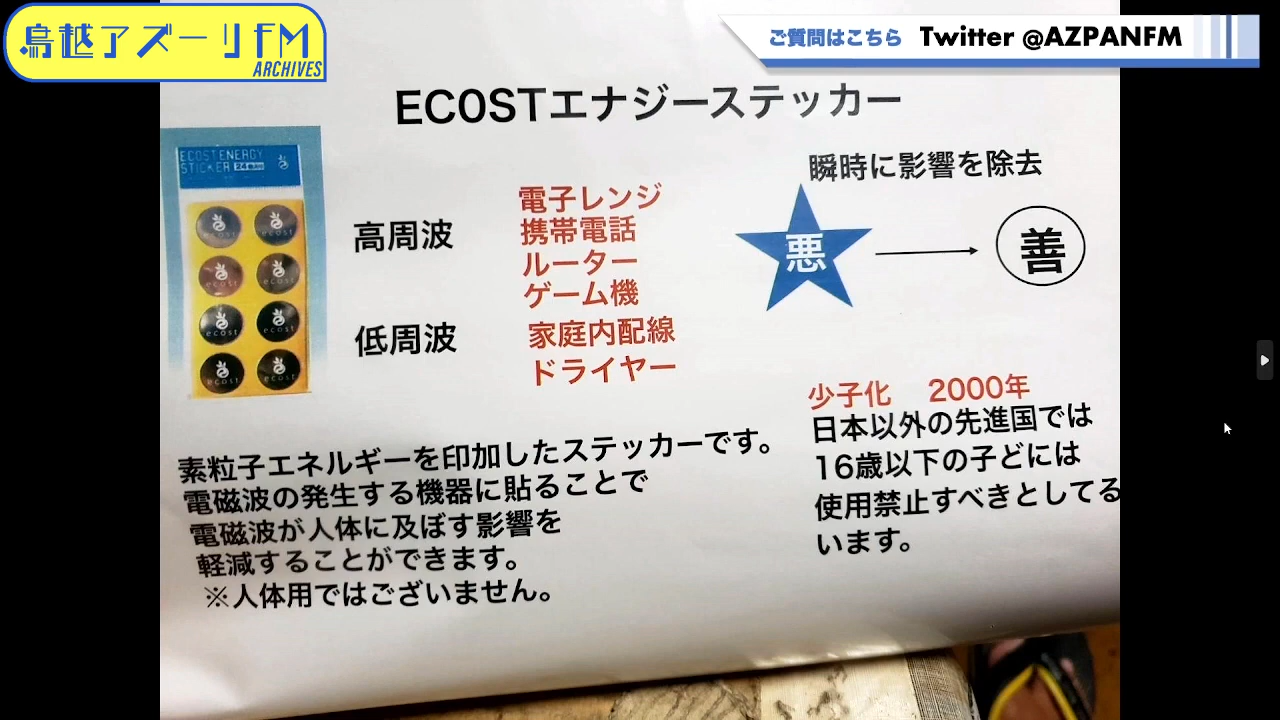 鳥越アズーリFM
ARCHIVES
ご質問はこちら Twitter @AZPANFM
ECOSTエナジーステッカー
ECOST ENERGY
STICKER 24
瞬時に影響を除去
高周波
電子レンジ
携帯電話
ルーター
ゲーム機
悪
善
低周波
家庭内配線
ドライヤー
ecost
ecost
ecost
ecost
ecost
ecost
ecost
ecost
素粒子エネルギーを印加したステッカーです。
電磁波の発生する機器に貼ることで
電磁波が人体に及ぼす影響を
軽減することができます。
※人体用ではございません。
少子化 2000年
日本以外の先進国では
16歳以下の子どには
使用禁止すべきとしてる
います。